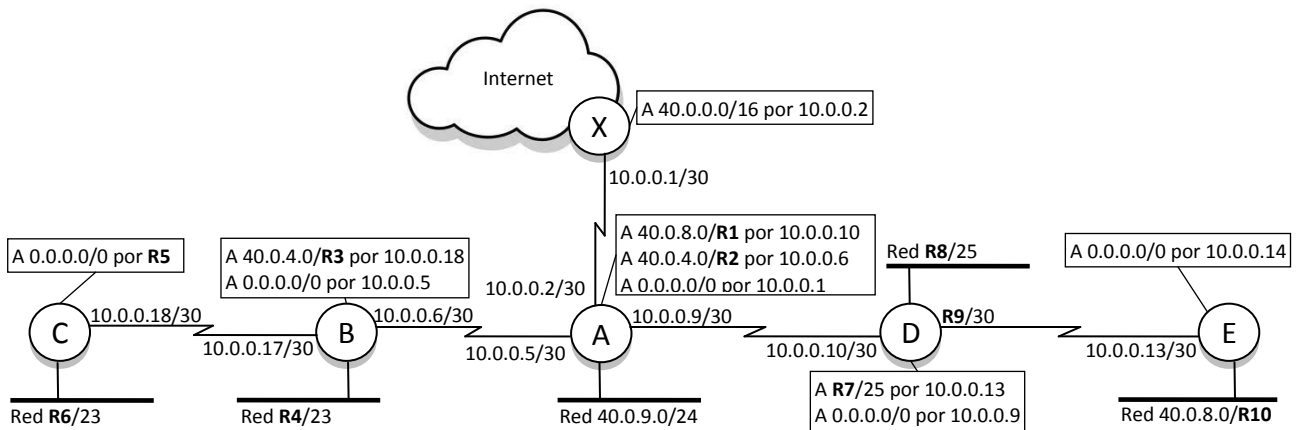 Internet
X
A 40.0.0.0/16 por 10.0.0.2
10.0.0.1/30
A 0.0.0.0/0 por R5
A 40.0.4.0/R3 por 10.0.0.18
A 0.0.0.0/0 por 10.0.0.5
A 40.0.8.0/R1 por 10.0.0.10
A 40.0.4.0/R2 por 10.0.0.6
A 0.0.0.0/0 por 10.0.0.1
Red R8/25
A 0.0.0.0/0 por 10.0.0.14
10.0.0.2/30
C
10.0.0.18/30
10.0.0.17/30
B
10.0.0.6/30
10.0.0.5/30
A
10.0.0.9/30
10.0.0.10/30
D
R9/30
10.0.0.13/30
E
A R7/25 por 10.0.0.13
A 0.0.0.0/0 por 10.0.0.9
Red R6/23
Red R4/23
Red 40.0.9.0/24
Red 40.0.8.0/R10